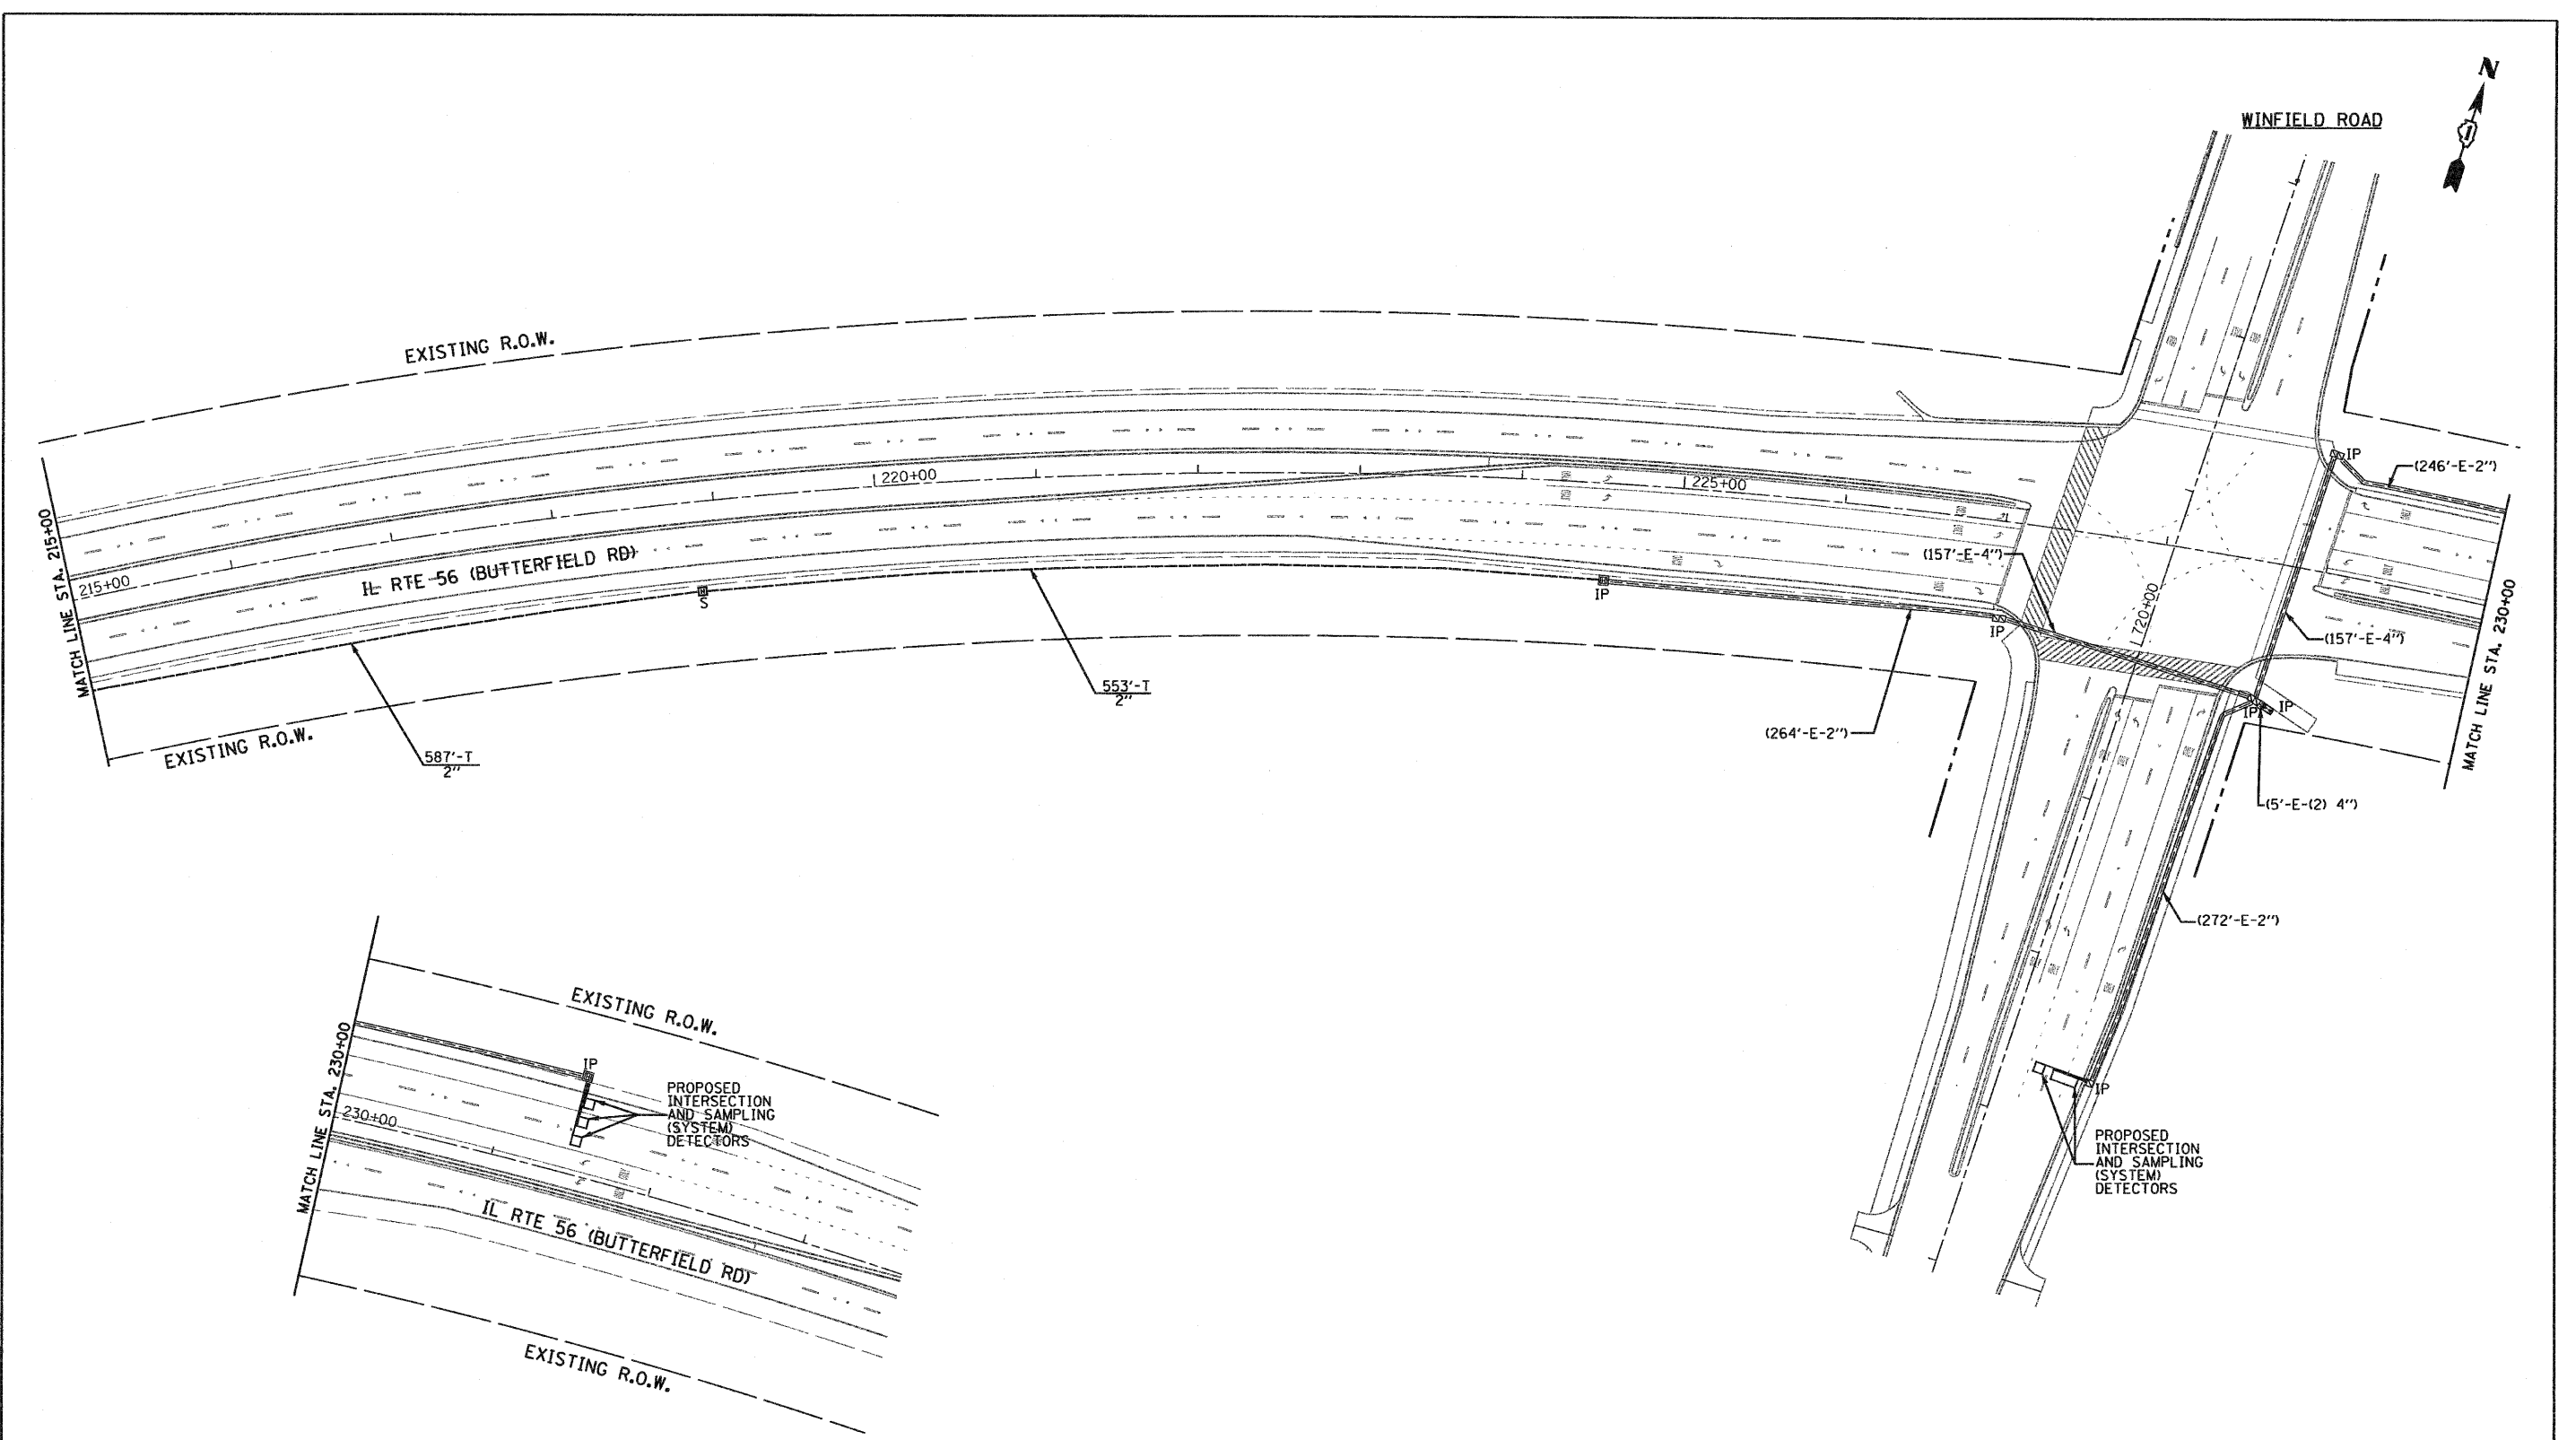 N
WINFIELD ROAD
EXISTING R.O.W.
IP
(246'-E-2")
220+00
225+00
MATCH LINE STA. 215+00
215+00
IL RTE 56 (BUTTERFIELD RD)
(157'-E-4")
S
IP
IP
720+00
(157'-E-4")
MATCH LINE STA. 230+00
553'-T
2"
IP
IP
(264'-E-2")
EXISTING R.O.W.
587'-T
2"
(5'-E-(2) 4")
(272'-E-2")
EXISTING R.O.W.
MATCH LINE STA. 230+00
IP
PROPOSED
INTERSECTION
AND SAMPLING
(SYSTEM)
DETECTORS
230+00
IP
PROPOSED
INTERSECTION
AND SAMPLING
(SYSTEM)
DETECTORS
IL RTE 56 (BUTTERFIELD RD)
EXISTING R.O.W.